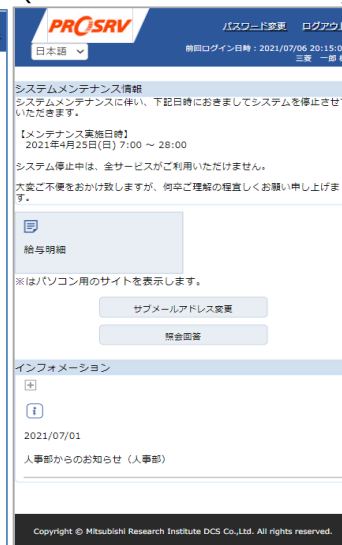 PROSRV
パスワード変更 ログアウ
日本語
前回ログイン日時:2021/07/06 20:15:0
三菱 一郎
システムメンテナンス情報
システムメンテナンスに伴い、下記日時におきましてシステムを停止させて
いただきます。
【メンテナンス実施日時】
2021年4月25日(日) 7:00 ~ 28:00
システム停止中は、全サービスがご利用いただけません。
大変ご不便をおかけ致しますが、何卒ご理解の程宜しくお願い申し上げま
す。
給与明細
※はパソコン用のサイトを表示します。
サブメールアドレス変更
照会回答
インフォメーション
2021/07/01
人事部からのお知らせ(人事部)
Copyright © Mitsubishi Research Institute DCS Co.,Ltd. All rights reserved.